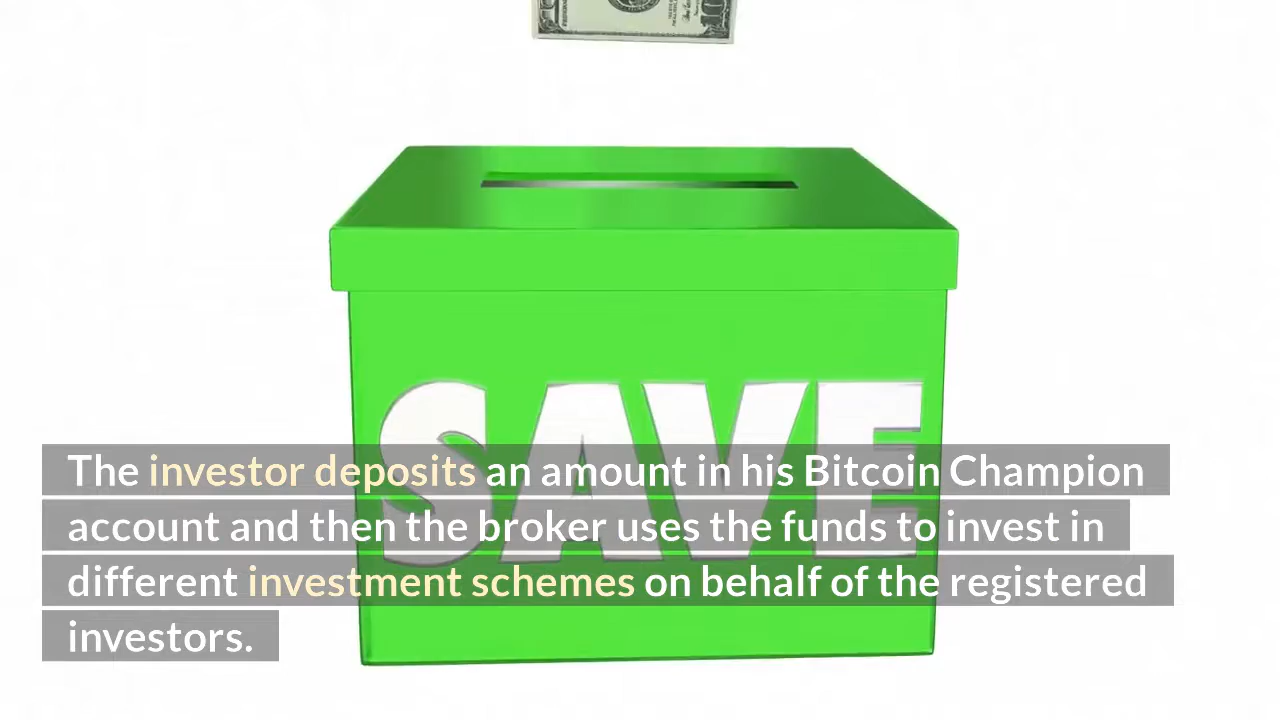 SAVE
The investor deposits an amount in his Bitcoin Champion
account and then the broker uses the funds to invest in
different investment schemes on behalf of the registered
investors.